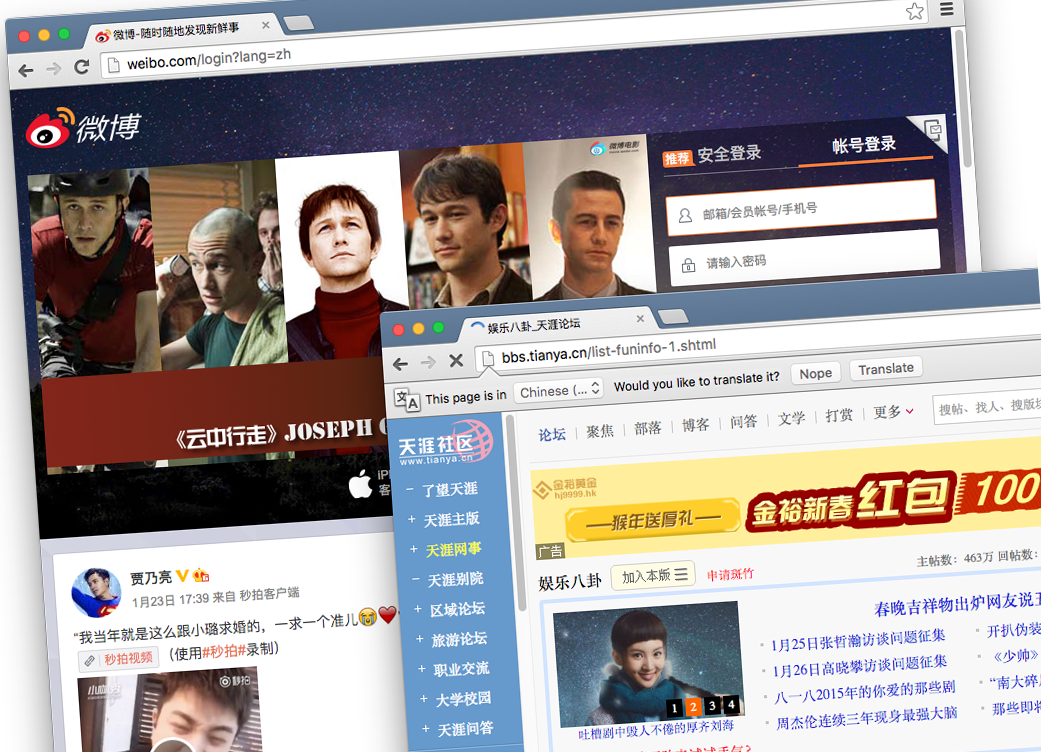 微博-随时随地发现新鲜事
weibo.com/login?lang=zh
微博
微博电影
推荐 安全登录
帐号登录
邮箱/会员帐号/手机号
请输入密码
《云中行走》JOSEPH
贾乃亮
1月23日 17:39 来自 秒拍客户端
“我当年就是这么跟小璐求婚的，一求一个准儿😭❤️
秒拍视频 （使用#秒拍#录制）
秒拍
娱乐八卦_天涯论坛
bbs.tianya.cn/list-funinfo-1.shtml
This page is in Chinese (... Would you like to translate it? Nope Translate
天涯社区
www.tianya.cn
论坛 聚焦 部落 博客 问答 文学 打赏 更多
搜帖、找人、搜版块
－ 了望天涯
+ 天涯主版
+ 天涯网事
－ 天涯别院
+ 区域论坛
+ 旅游论坛
+ 职业交流
+ 大学校园
+ 天涯问答
金裕黄金
hj9999.hk
猴年送厚礼
金裕新春红包100
广告
娱乐八卦 加入本版 申请斑竹
主帖数：463万 回帖数：
春晚吉祥物出炉网友说五
1月25日张哲瀚访谈问题征集
开扒伪装
1月26日高晓攀访谈问题征集
《少帅》
八一八2015年的你爱的那些剧
“南大碎尸
周杰伦连续三年现身最强大脑
那些即将
1 2 3 4
吐槽剧中毁人不倦的厚齐刘海